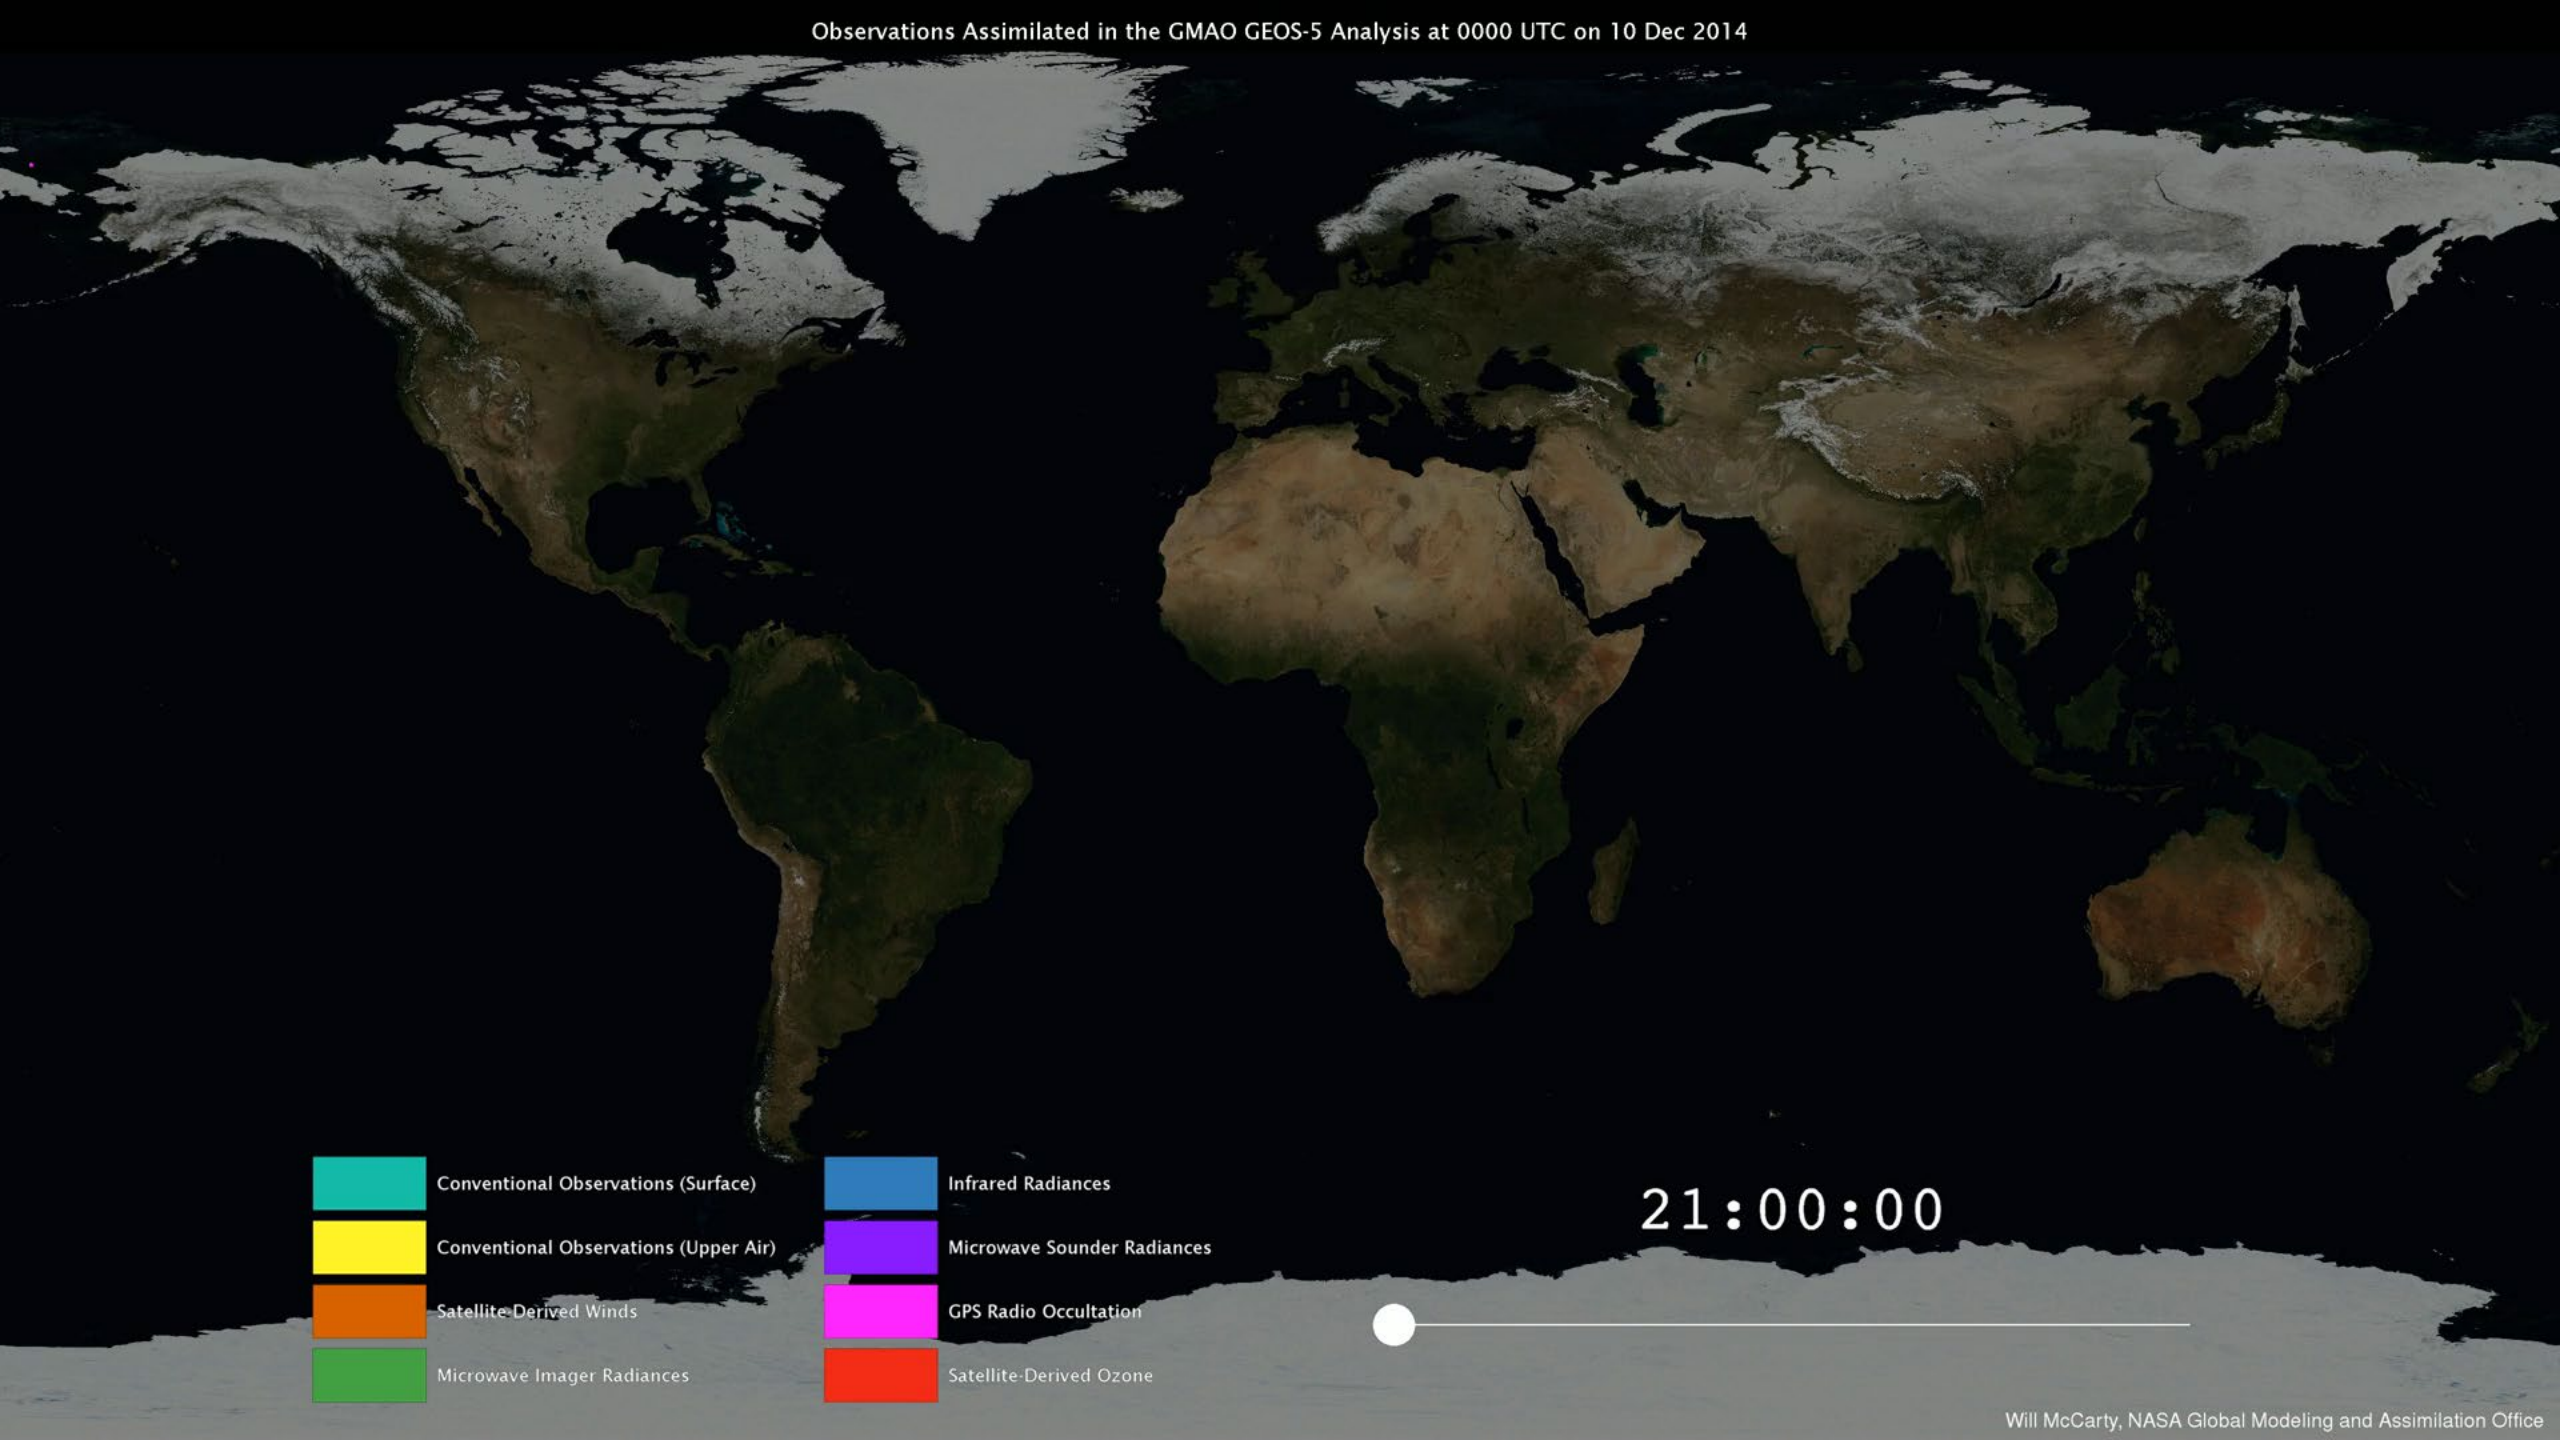 Observations Assimilated in the GMAO GEOS-5 Analysis at 0000 UTC on 10 Dec 2014
Conventional Observations (Surface)
Conventional Observations (Upper Air)
Satellite-Derived Winds
Microwave Imager Radiances
Infrared Radiances
Microwave Sounder Radiances
GPS Radio Occultation
Satellite-Derived Ozone
21:00:00
Will McCarty, NASA Global Modeling and Assimilation Office